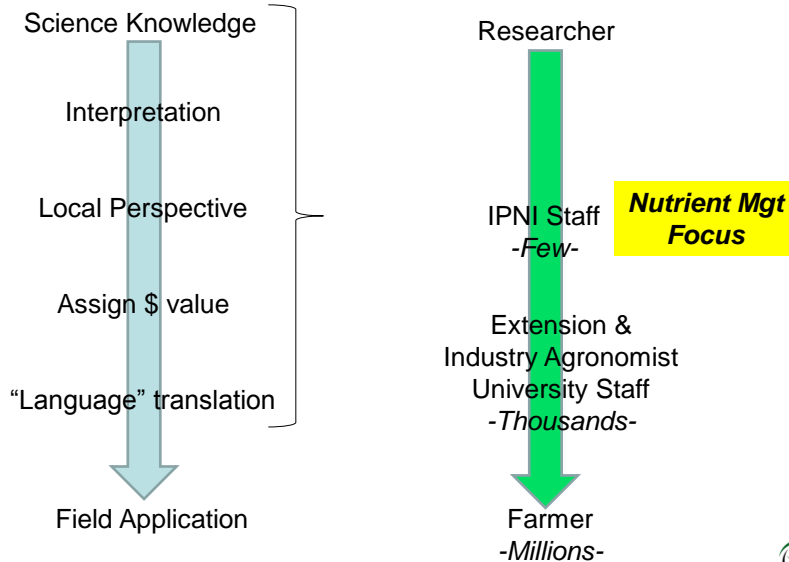 Science Knowledge
Interpretation
Local Perspective
Assign $ value
“Language” translation
Field Application
Researcher
IPNI Staff
-Few-
Nutrient Mgt
Focus
Extension &
Industry Agronomist
University Staff
-Thousands-
Farmer
-Millions-